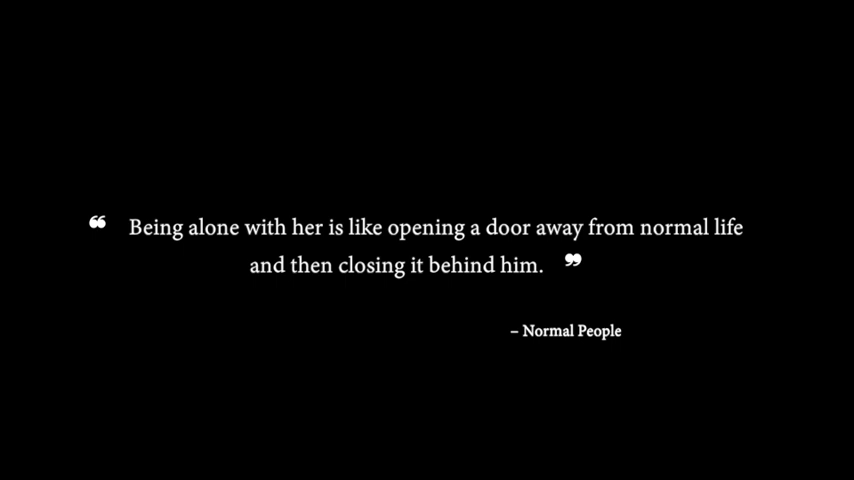 ❝ Being alone with her is like opening a door away from normal life
and then closing it behind him. ❞
– Normal People